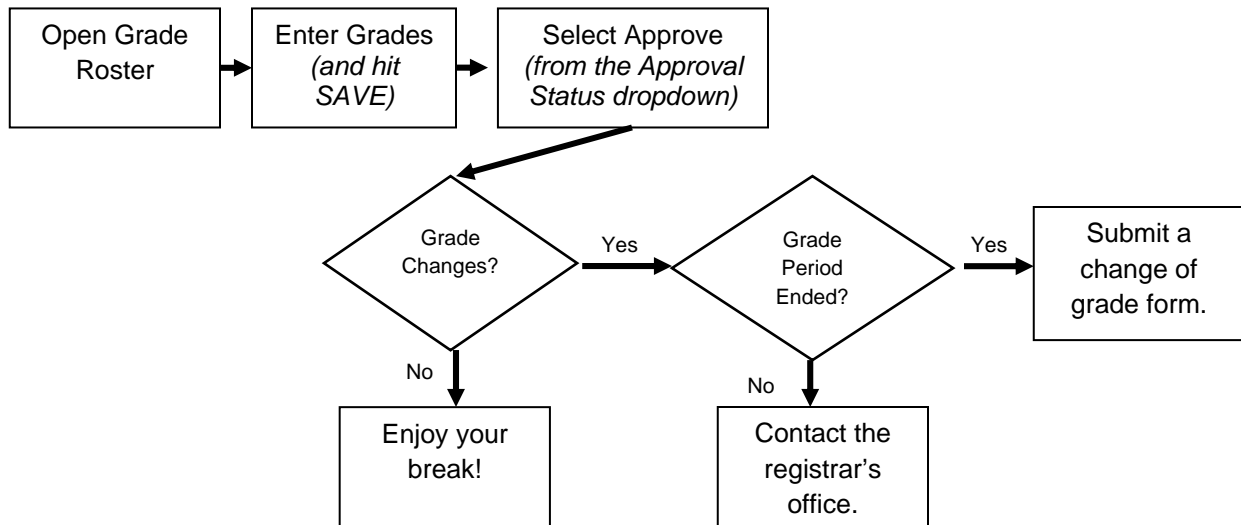 Open Grade
Roster
Enter Grades
(and hit
SAVE)
Select Approve
(from the Approval
Status dropdown)
Grade
Changes?
Yes
Grade
Period
Ended?
Yes
Submit a
change of
grade form.
No
Enjoy your
break!
No
Contact the
registrar's
office.